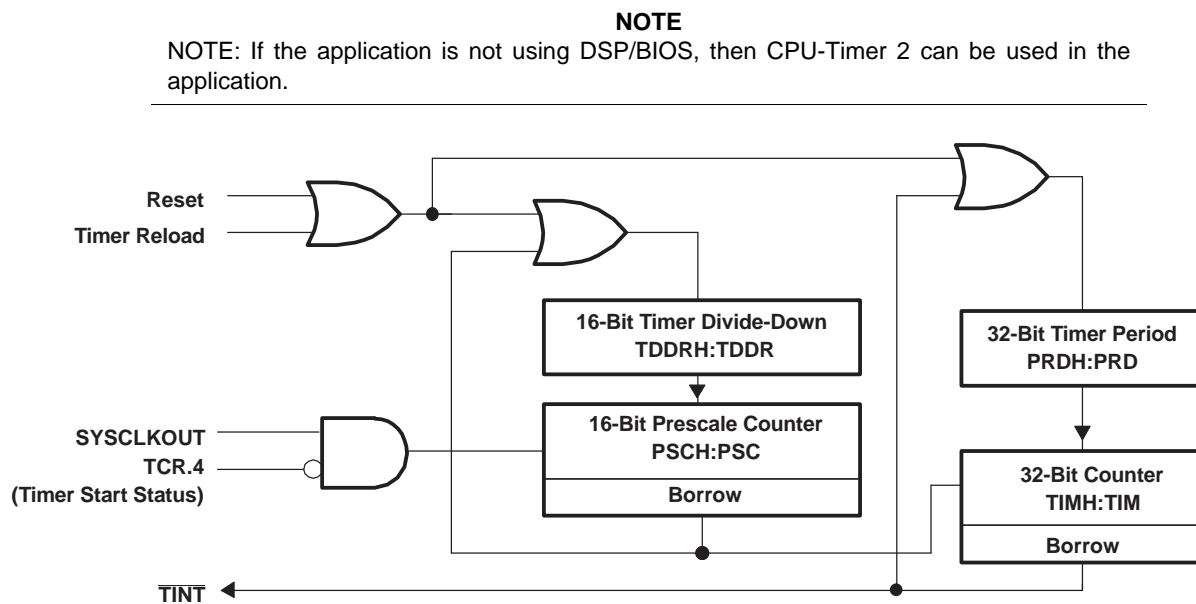 NOTE
NOTE: If the application is not using DSP/BIOS, then CPU-Timer 2 can be used in the
application.
Reset
Timer Reload
16-Bit Timer Divide-Down
TDDRH:TDDR
32-Bit Timer Period
PRDH:PRD
SYSCLKOUT
TCR.4
(Timer Start Status)
16-Bit Prescale Counter
PSCH:PSC
Borrow
32-Bit Counter
TIMH:TIM
Borrow
TINT